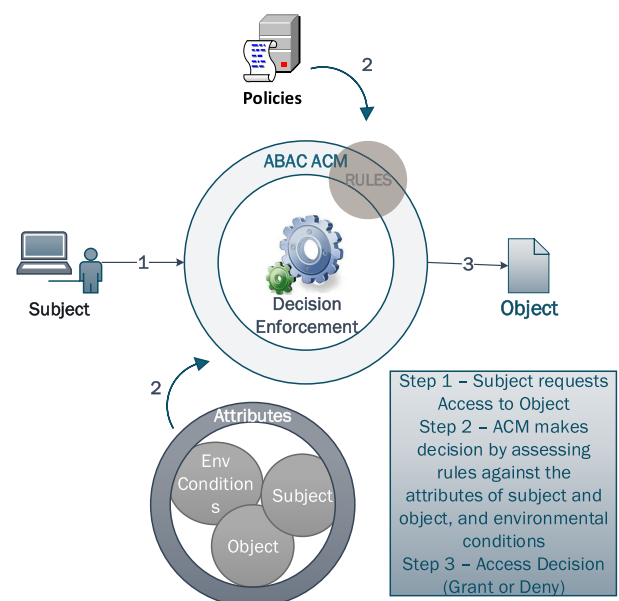 2
Policies
ABAC ACM
RULES
1
3
Subject
Decision
Enforcement
Object
2
Attributes
Env
Condition
s
Subject
Object
Step 1 – Subject requests
Access to Object
Step 2 – ACM makes
decision by assessing
rules against the
attributes of subject and
object, and environmental
conditions
Step 3 – Access Decision
(Grant or Deny)